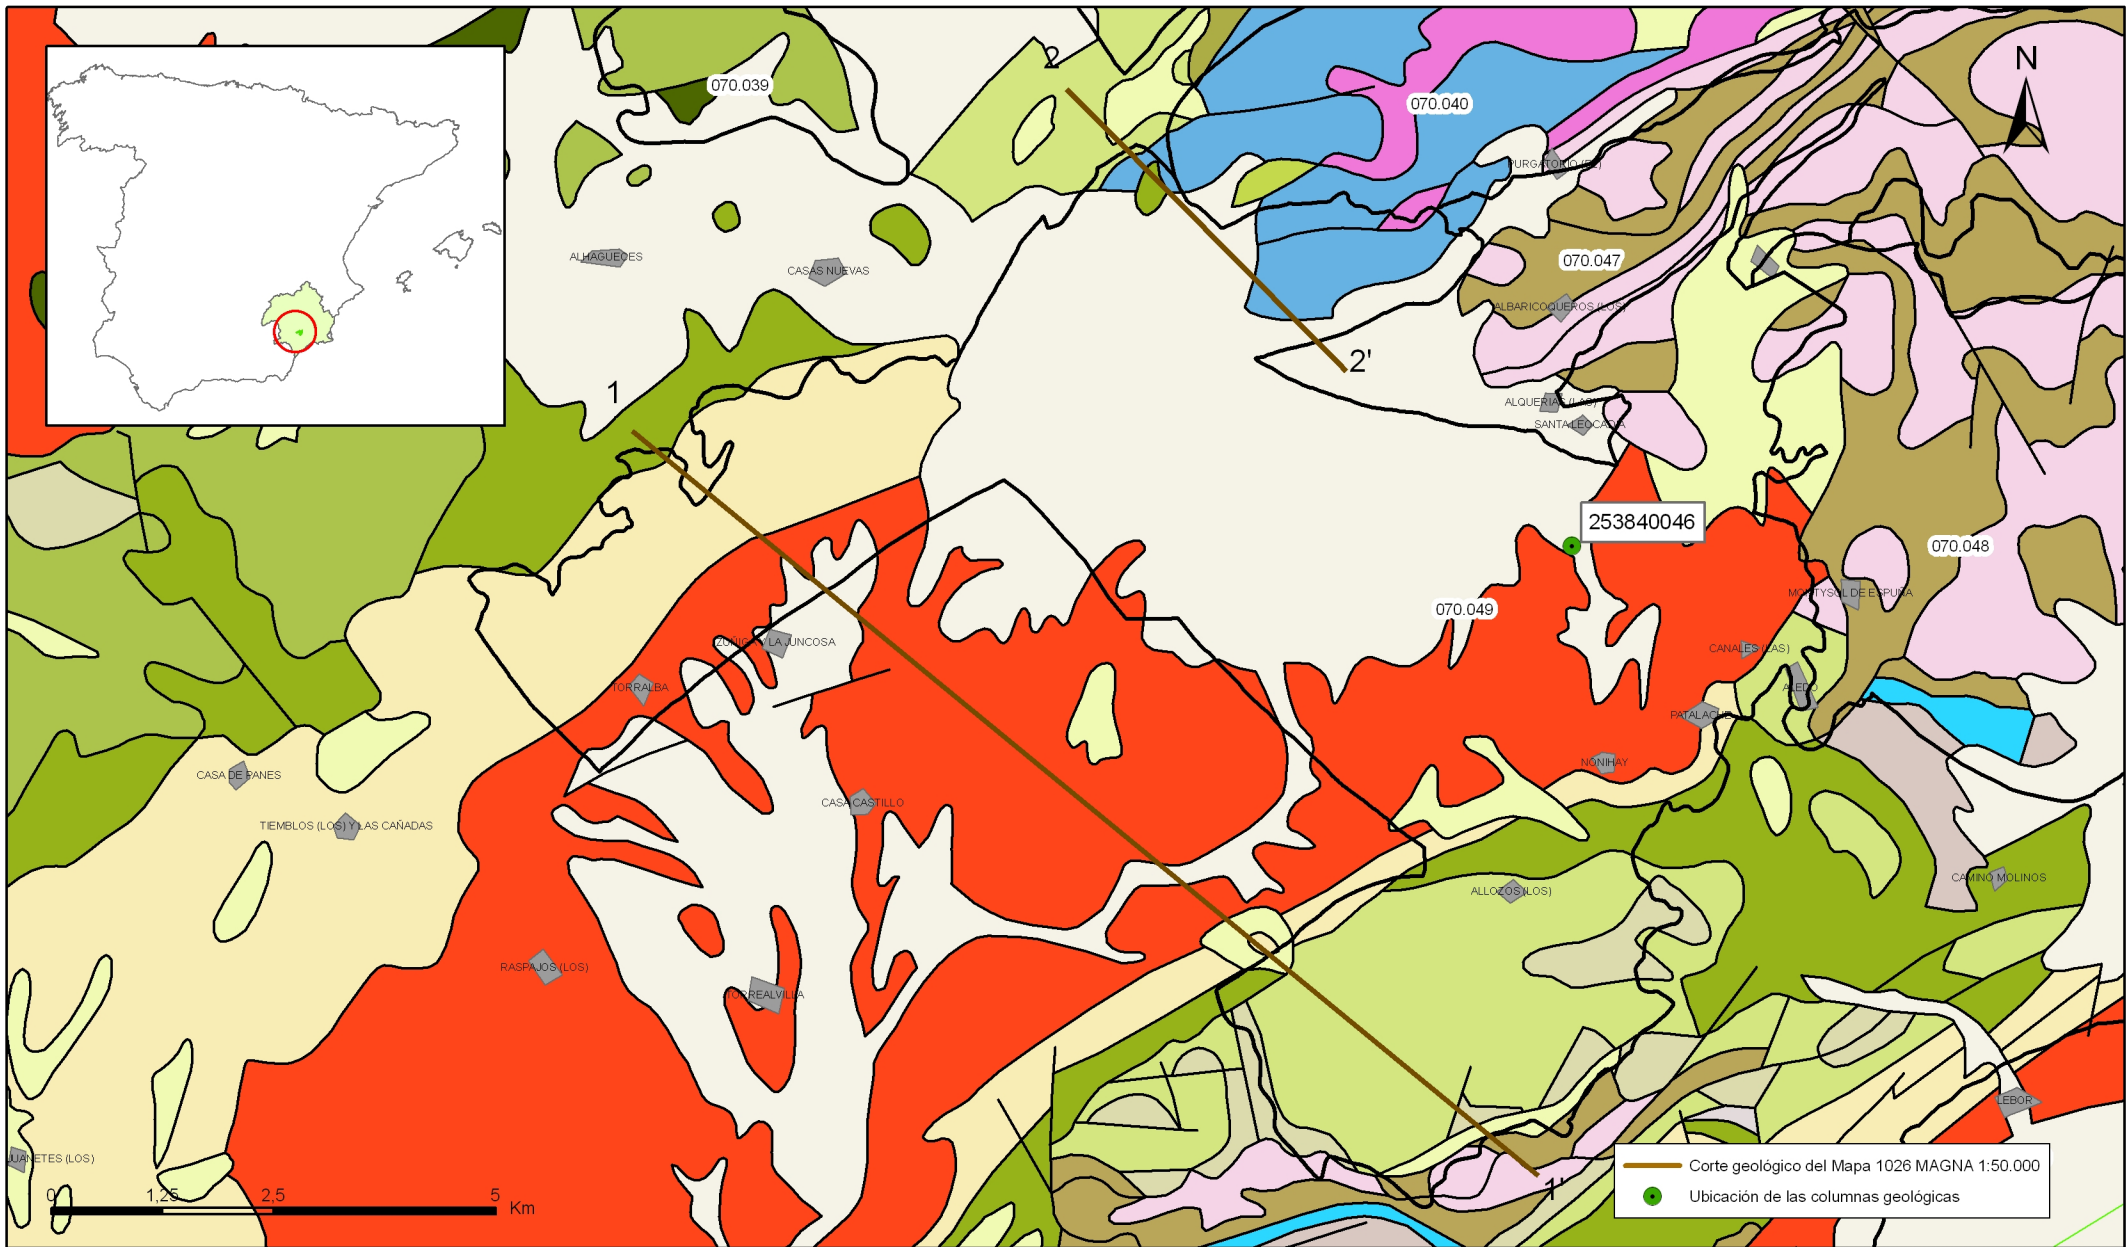 2
N
070.039
070.040
PURGATORIO (EL)
ALHAGUECES
CASAS NUEVAS
070.047
ALBARICOQUEROS (LOS)
2'
1
ALQUERIAS (LAS)
SANTA LEOCADIA
253840046
070.048
MONTYSOL DE ESPUÑA
070.049
ZUÑIGA Y LA JUNCOSA
CANALES (LAS)
TORRALBA
ALEDO
PATALACHE
NONIHAY
CASA DE PANES
CASA CASTILLO
TIEMBLOS (LOS) Y LAS CAÑADAS
CAMINO MOLINOS
ALLOZOS (LOS)
RASPAJOS (LOS)
TORREALVILLA
LEBOR
JUANETES (LOS)
1'
0 1,25 2,5 5 Km
Corte geológico del Mapa 1026 MAGNA 1:50.000
Ubicación de las columnas geológicas